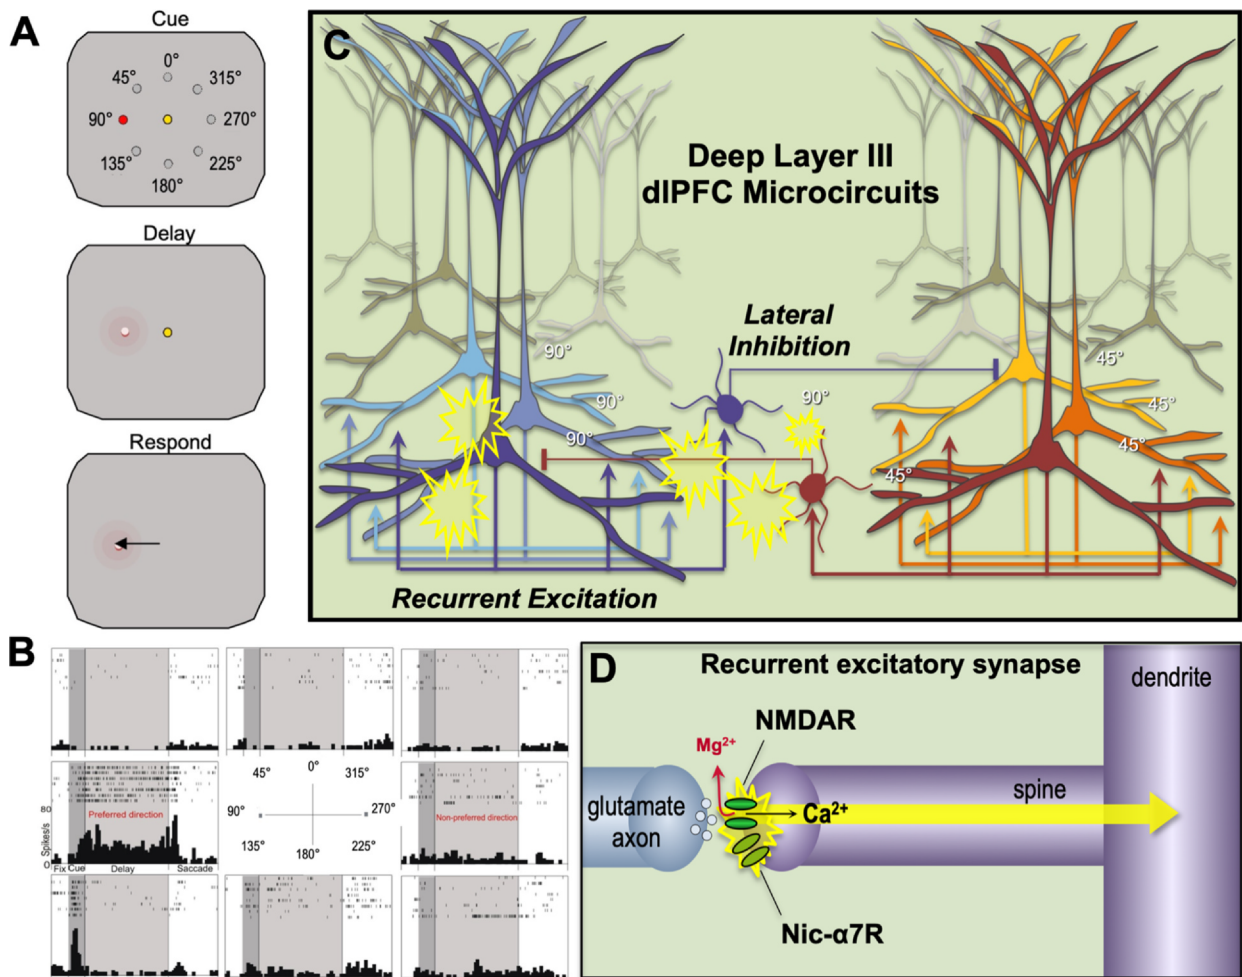 A
Cue
0°
45°
315°
90°
270°
135°
225°
180°
Delay
Respond
C
Deep Layer III
dlPFC Microcircuits
Lateral
Inhibition
90°
90°
90°
90°
45°
45°
45°
45°
Recurrent Excitation
B
0°
45°
315°
90°
270°
135°
225°
180°
80
Spikes/s
0
Preferred direction
Non-preferred direction
Fix Cue Delay Saccade
D
Recurrent excitatory synapse
dendrite
NMDAR
Mg²⁺
glutamate
axon
Ca²⁺
spine
Nic-α7R